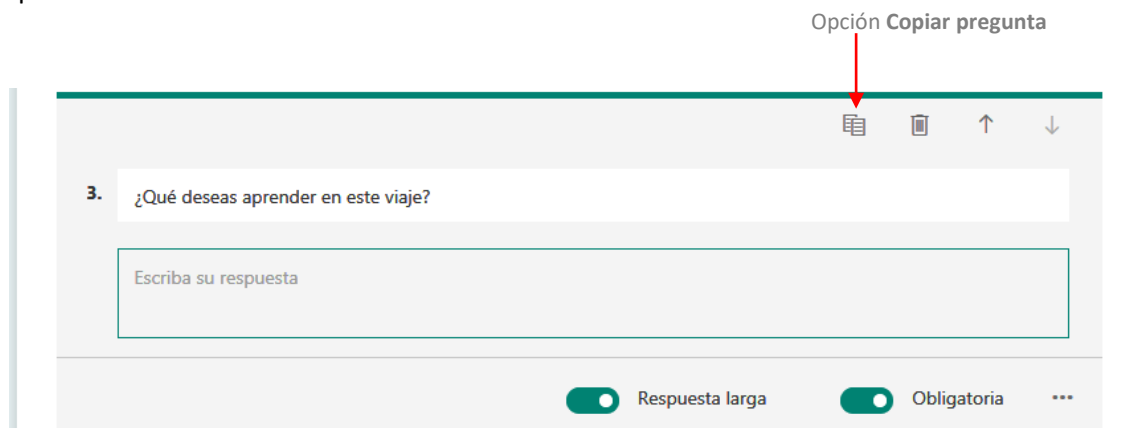 Opción Copiar pregunta
3. ¿Qué deseas aprender en este viaje?
Escriba su respuesta
Respuesta larga Obligatoria